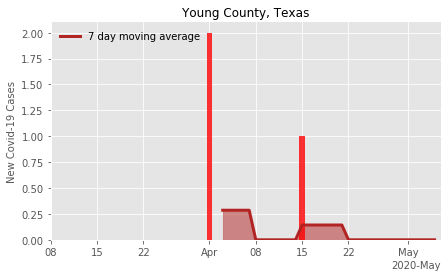 Young County, Texas
7 day moving average
New Covid-19 Cases
2.00
1.75
1.50
1.25
1.00
0.75
0.50
0.25
0.00
08 15 22 Apr 08 15 22 May
2020-May